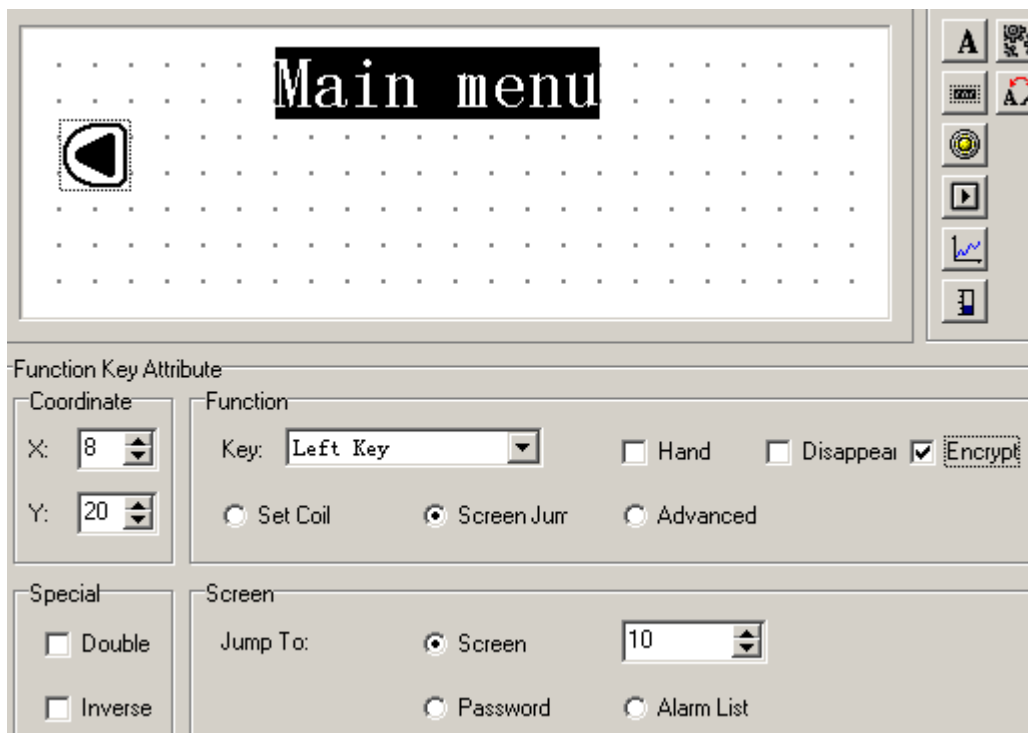 Main menu
A
A
Function Key Attribute
Coordinate
Function
X: 8
Key: Left Key
Hand
Disappear
Encrypt
Y: 20
Set Coil
Screen Jum
Advanced
Special
Screen
Double
Jump To:
Screen
10
Inverse
Password
Alarm List